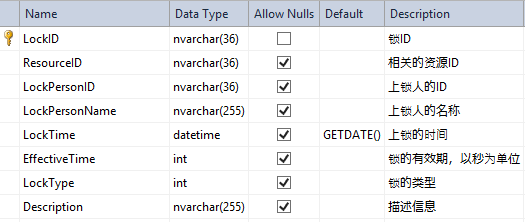 Name Data Type Allow Nulls Default Description
LockID nvarchar(36) 锁ID
ResourceID nvarchar(36) 相关的资源ID
LockPersonID nvarchar(36) 上锁人的ID
LockPersonName nvarchar(255) 上锁人的名称
LockTime datetime GETDATE() 上锁的时间
EffectiveTime int 锁的有效期，以秒为单位
LockType int 锁的类型
Description nvarchar(255) 描述信息